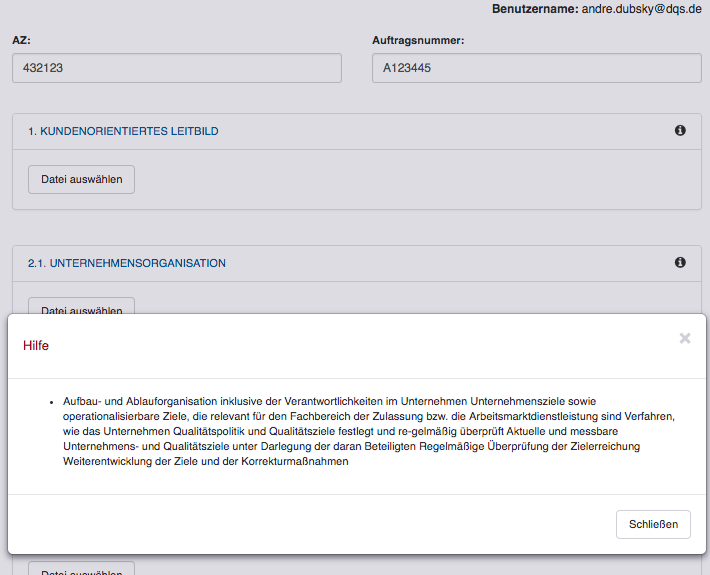 Benutzername: andre.dubsky@dqs.de
AZ:
Auftragsnummer:
432123
A123445
1. KUNDENORIENTIERTES LEITBILD
Datei auswählen
2.1. UNTERNEHMENSORGANISATION
Datei auswählen
Hilfe
×
• Aufbau- und Ablauforganisation inklusive der Verantwortlichkeiten im Unternehmen Unternehmensziele sowie
operationalisierbare Ziele, die relevant für den Fachbereich der Zulassung bzw. die Arbeitsmarktdienstleistung sind Verfahren,
wie das Unternehmen Qualitätspolitik und Qualitätsziele festlegt und re-gelmäßig überprüft Aktuelle und messbare
Unternehmens- und Qualitätsziele unter Darlegung der daran Beteiligten Regelmäßige Überprüfung der Zielerreichung
Weiterentwicklung der Ziele und der Korrekturmaßnahmen
Schließen
Datei auswählen